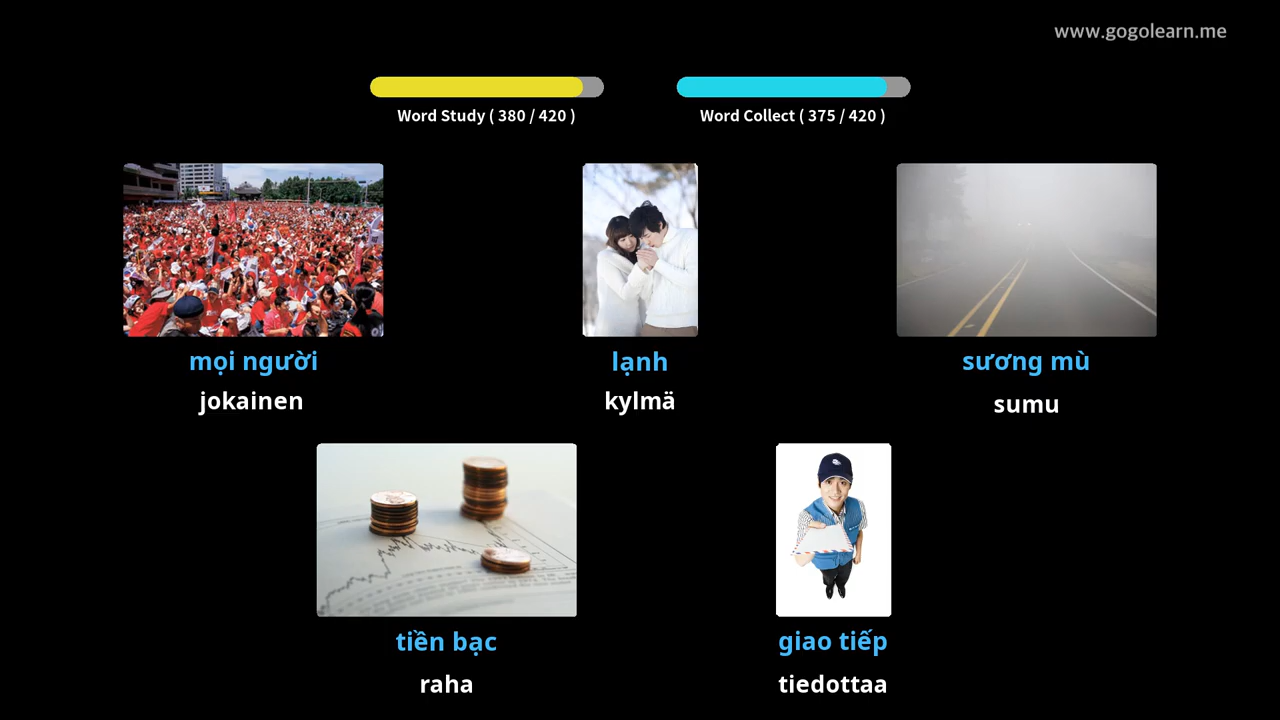 www.gogolearn.me
Word Study ( 380 / 420 )
Word Collect ( 375 / 420 )
mọi người
jokainen
lạnh
kylmä
sương mù
sumu
tiền bạc
raha
giao tiếp
tiedottaa